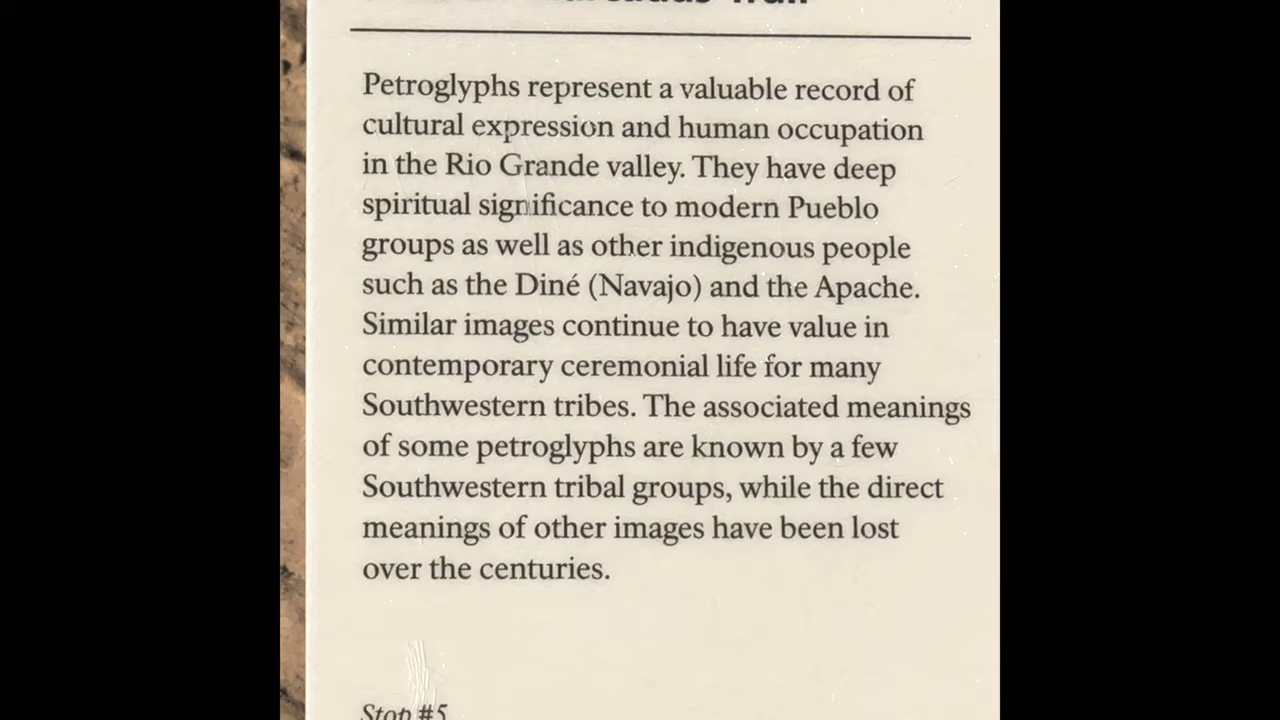 Petroglyphs represent a valuable record of
cultural expression and human occupation
in the Rio Grande valley. They have deep
spiritual significance to modern Pueblo
groups as well as other indigenous people
such as the Diné (Navajo) and the Apache.
Similar images continue to have value in
contemporary ceremonial life for many
Southwestern tribes. The associated meanings
of some petroglyphs are known by a few
Southwestern tribal groups, while the direct
meanings of other images have been lost
over the centuries.
Stop #5